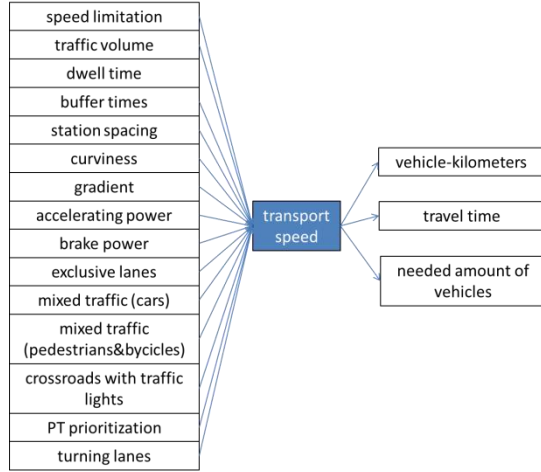 speed limitation
traffic volume
dwell time
buffer times
station spacing
curviness
gradient
accelerating power
brake power
exclusive lanes
mixed traffic (cars)
mixed traffic
(pedestrians&bycicles)
crossroads with traffic
lights
PT prioritization
turning lanes
transport
speed
vehicle-kilometers
travel time
needed amount of
vehicles